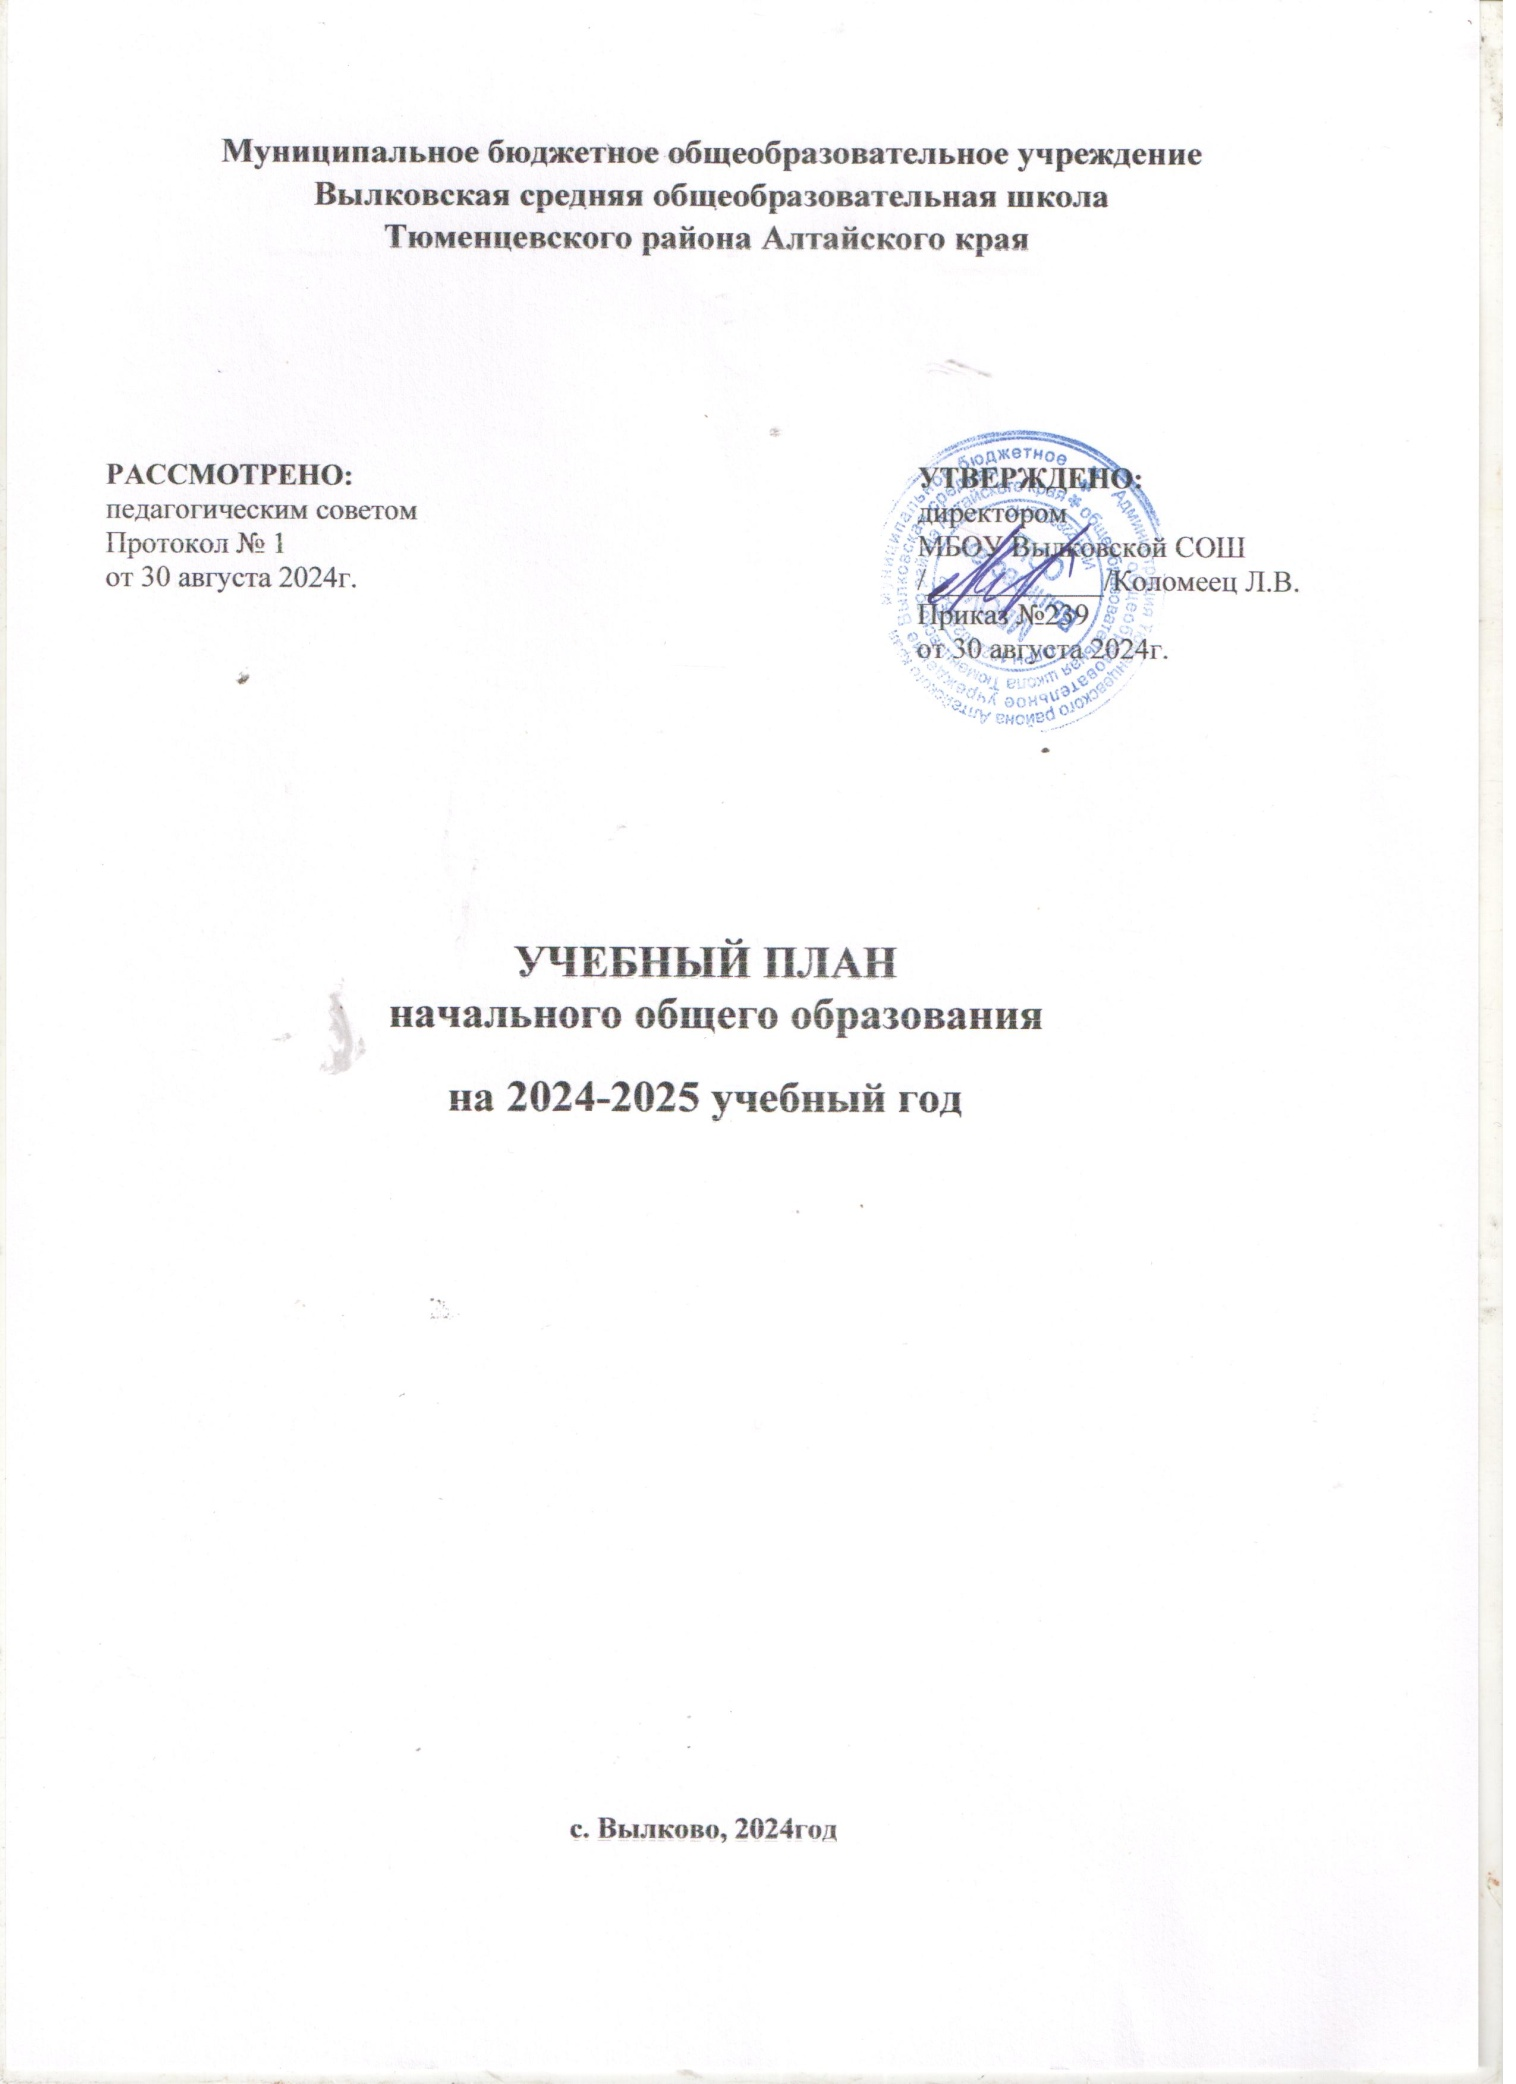 Муниципальное бюджетное общеобразовательное учреждение
Вылковская средняя общеобразовательная школа
Тюменцевского района Алтайского края
РАССМОТРЕНО:
педагогическим советом
Протокол № 1
от 30 августа 2024г.
УТВЕРЖДЕНО:
директором
МБОУ Вылковской СОШ
/____________/Коломеец Л.В.
Приказ №239
от 30 августа 2024г.
УЧЕБНЫЙ ПЛАН
начального общего образования
на 2024-2025 учебный год
с. Вылково, 2024год